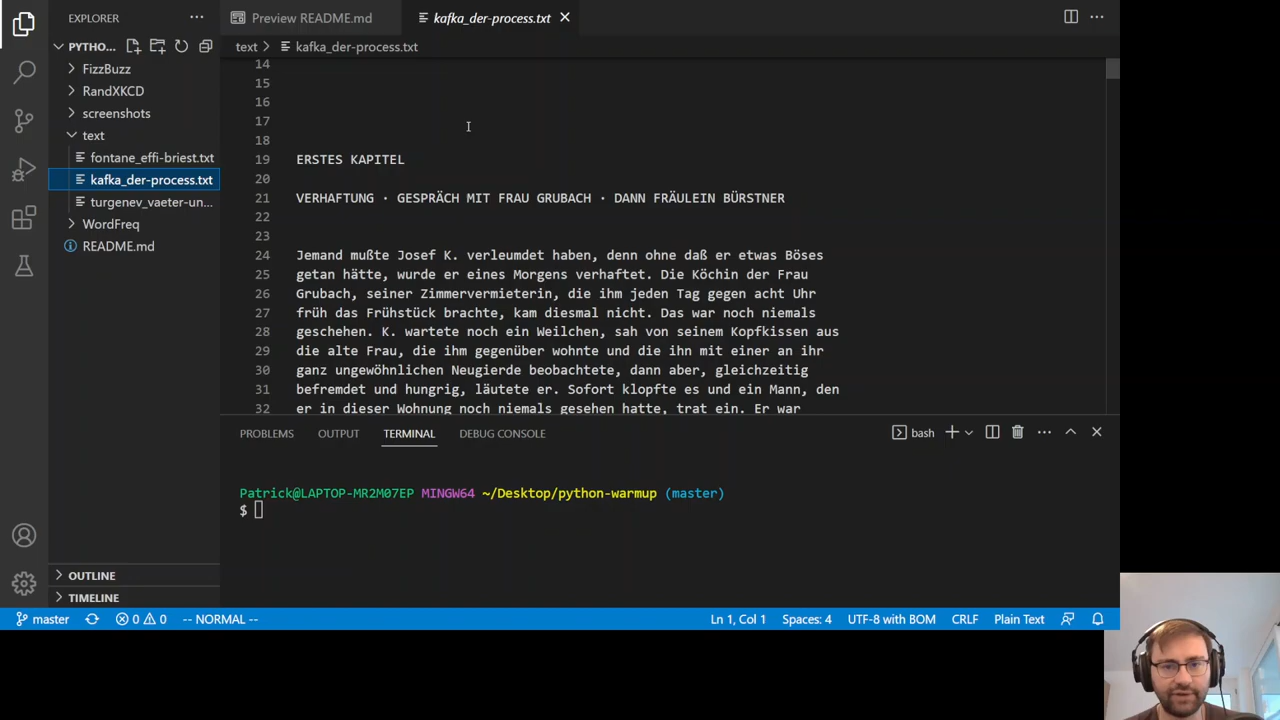 EXPLORER
Preview README.md
kafka_der-process.txt
PYTHO...
text
kafka_der-process.txt
FizzBuzz
RandXKCD
screenshots
text
fontane_effi-briest.txt
kafka_der-process.txt
turgenev_vaeter-un...
WordFreq
README.md
14
15
16
17
18
19 ERSTES KAPITEL
20
21 VERHAFTUNG · GESPRÄCH MIT FRAU GRUBACH · DANN FRÄULEIN BÜRSTNER
22
23
24 Jemand mußte Josef K. verleumdet haben, denn ohne daß er etwas Böses
25 getan hätte, wurde er eines Morgens verhaftet. Die Köchin der Frau
26 Grubach, seiner Zimmervermieterin, die ihm jeden Tag gegen acht Uhr
27 früh das Frühstück brachte, kam diesmal nicht. Das war noch niemals
28 geschehen. K. wartete noch ein Weilchen, sah von seinem Kopfkissen aus
29 die alte Frau, die ihm gegenüber wohnte und die ihn mit einer an ihr
30 ganz ungewöhnlichen Neugierde beobachtete, dann aber, gleichzeitig
31 befremdet und hungrig, läutete er. Sofort klopfte es und ein Mann, den
32 er in dieser Wohnung noch niemals gesehen hatte, trat ein. Er war
PROBLEMS OUTPUT TERMINAL DEBUG CONSOLE
bash
Patrick@LAPTOP-MR2M07EP MINGW64 ~/Desktop/python-warmup (master)
$
OUTLINE
TIMELINE
master 0 0 -- NORMAL -- Ln 1, Col 1 Spaces: 4 UTF-8 with BOM CRLF Plain Text